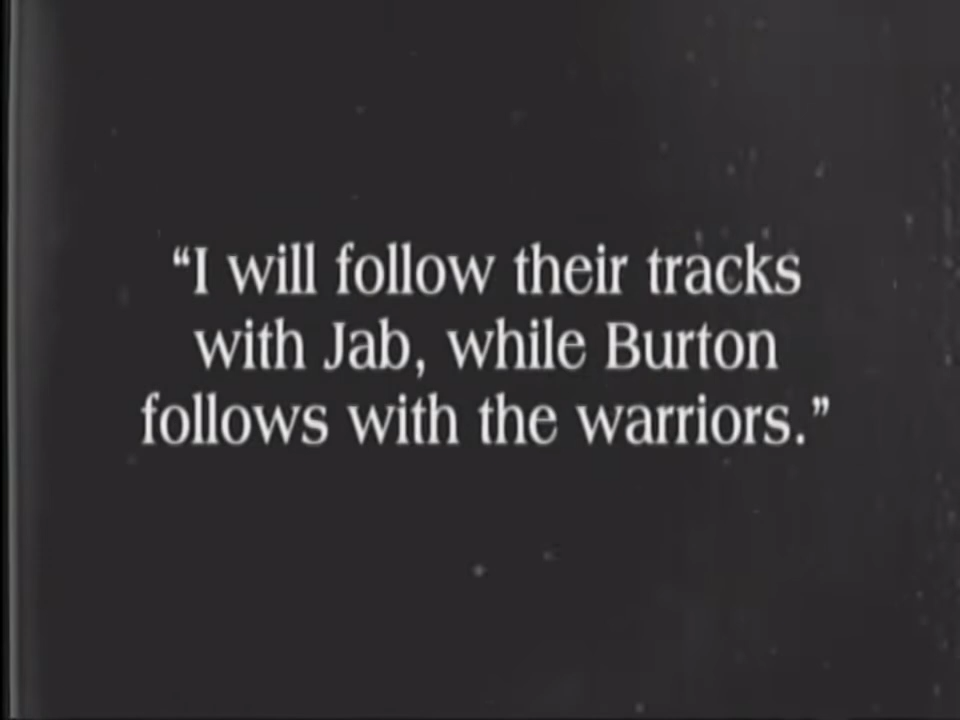 “I will follow their tracks
with Jab, while Burton
follows with the warriors.”